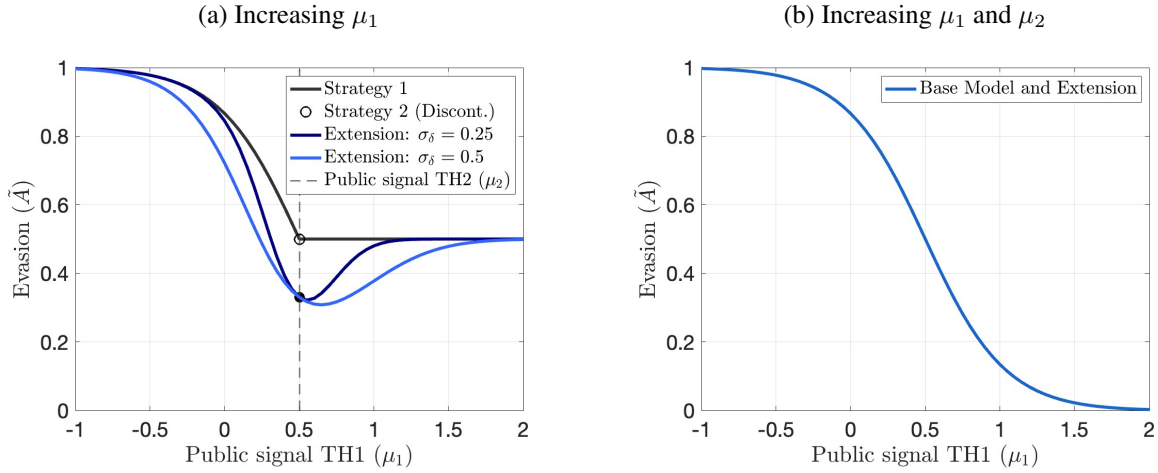 (a) Increasing μ₁
Strategy 1
Strategy 2 (Discont.)
Extension: σ_δ = 0.25
Extension: σ_δ = 0.5
Public signal TH2 (μ₂)
Evasion (Ã)
1
0.8
0.6
0.4
0.2
0
-1
-0.5
0
0.5
1
1.5
2
Public signal TH1 (μ₁)
(b) Increasing μ₁ and μ₂
Base Model and Extension
Evasion (Ã)
1
0.8
0.6
0.4
0.2
0
-1
-0.5
0
0.5
1
1.5
2
Public signal TH1 (μ₁)